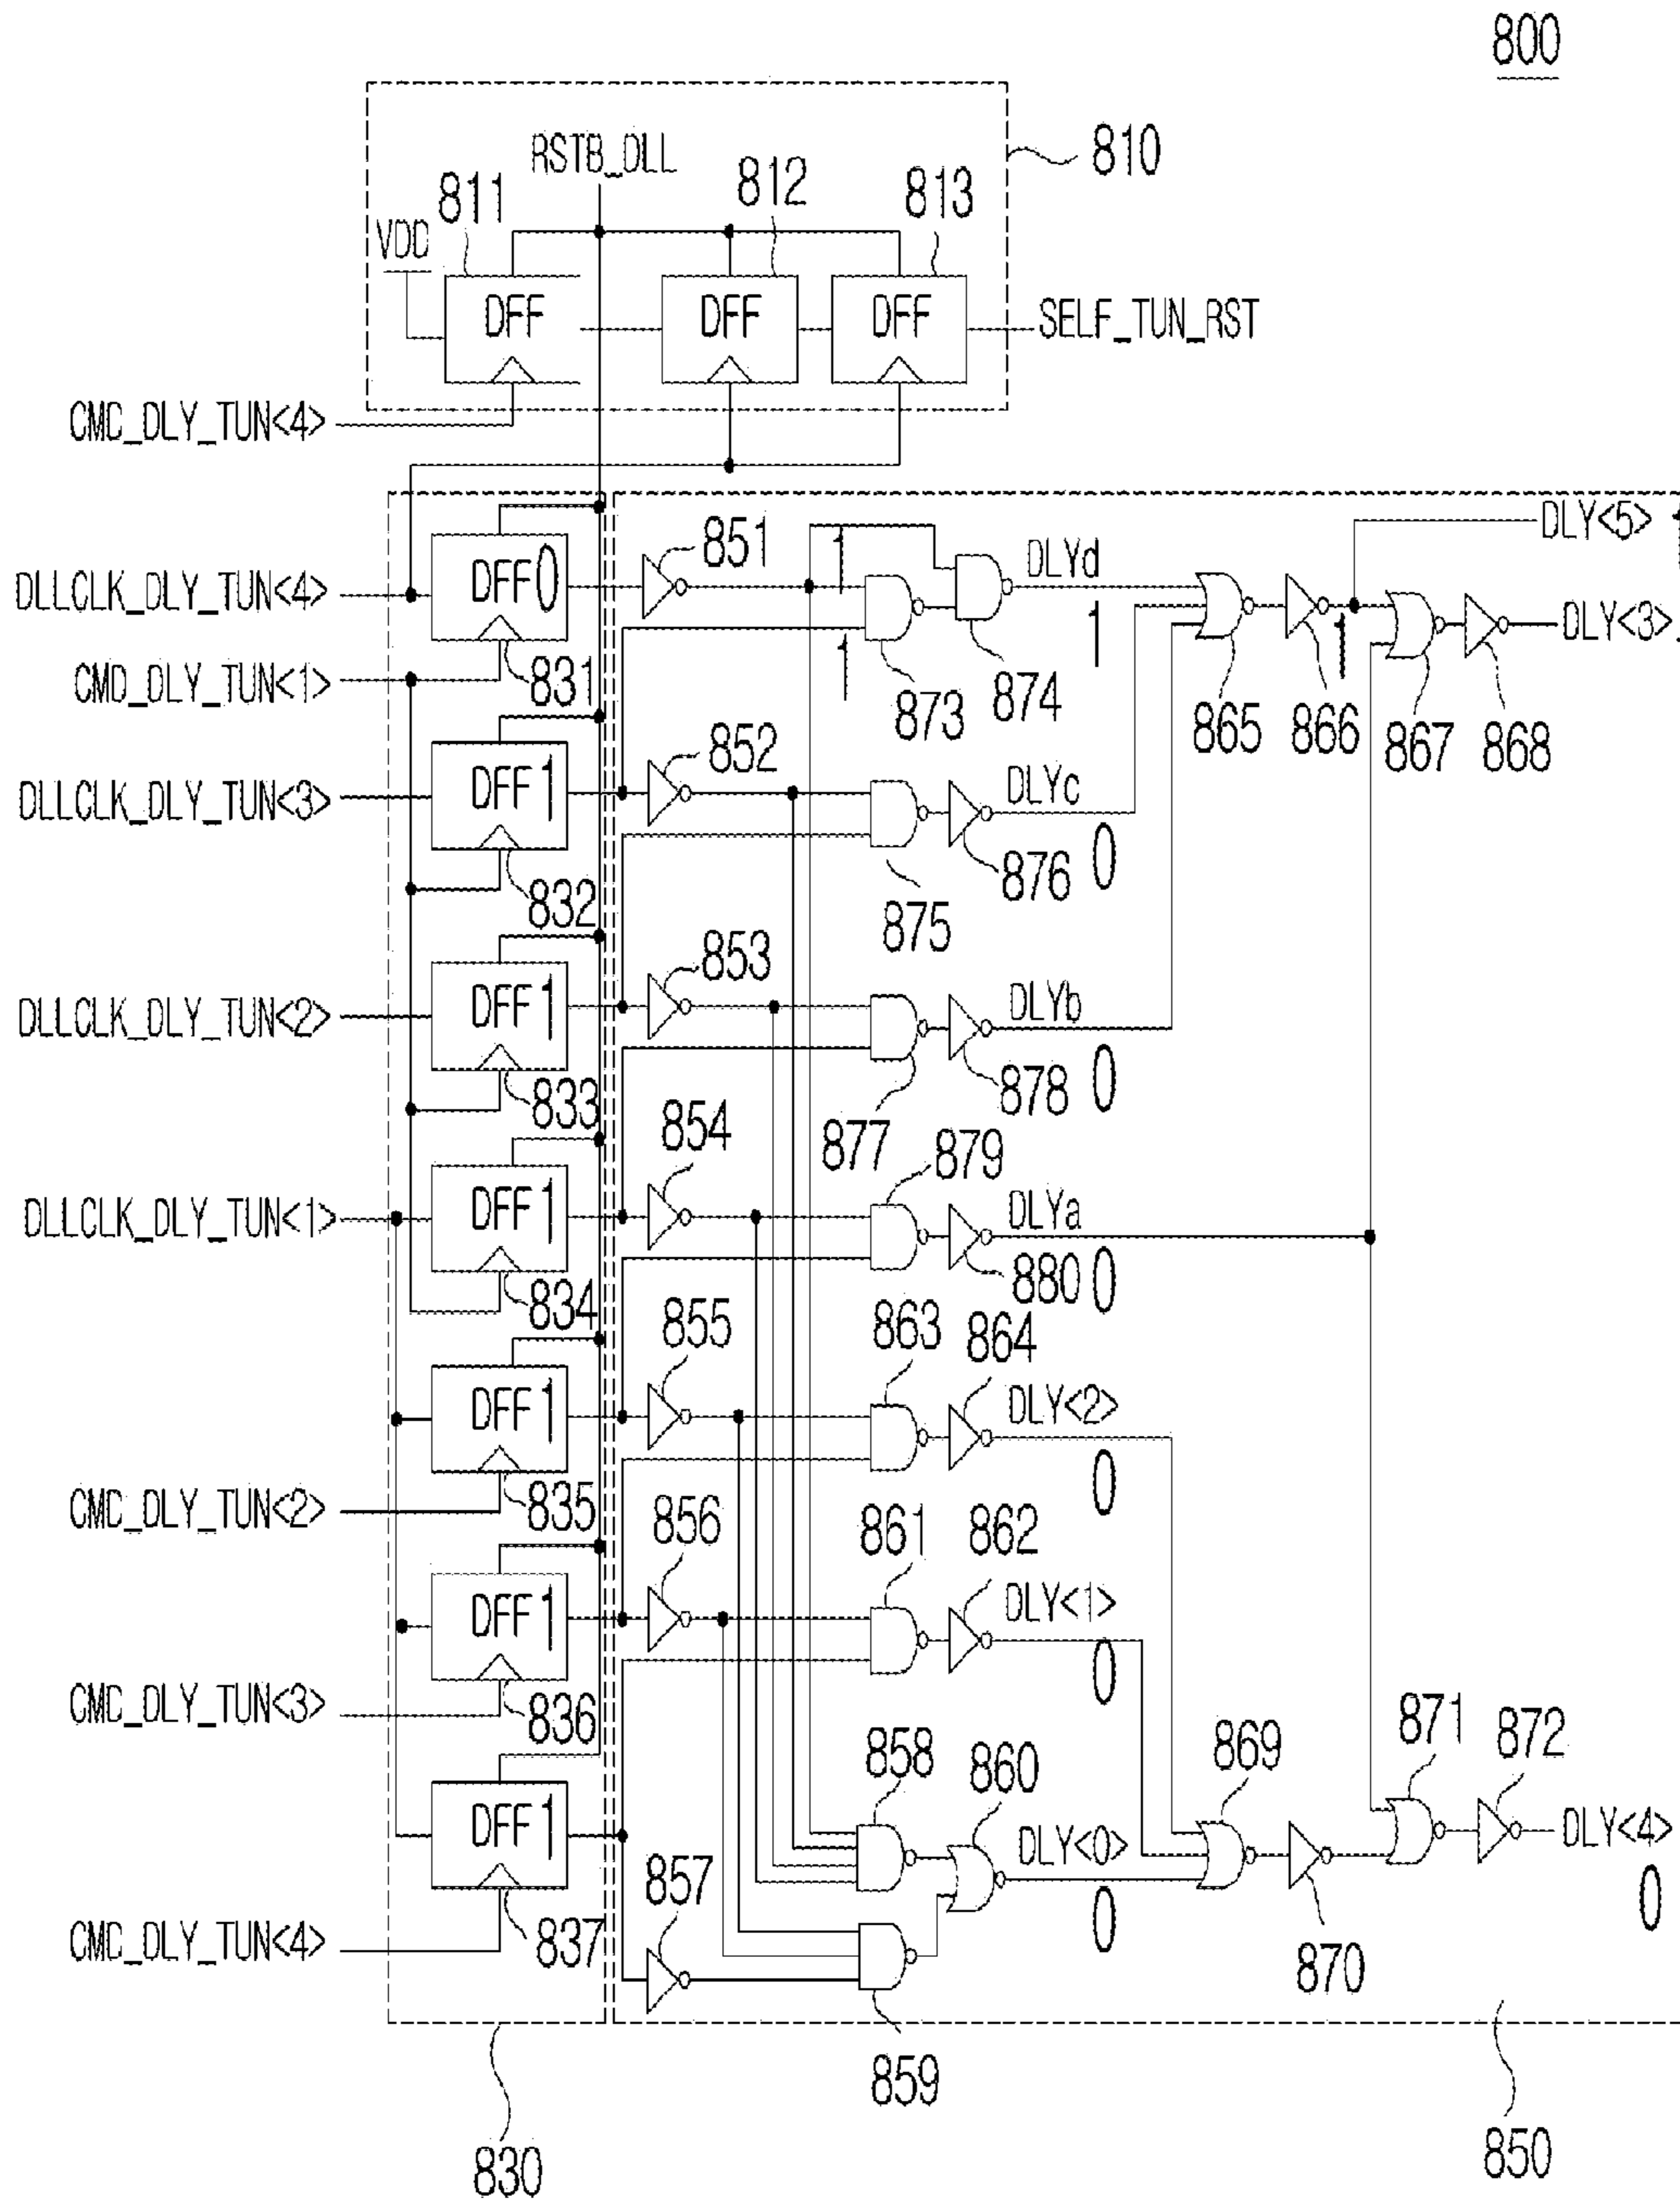 800
810
RSTB_DLL
811
812
813
VDD
DFF
DFF
DFF
SELF_TUN_RST
CMD_DLY_TUN<4>
DLLCLK_DLY_TUN<4>
DFF0
831
851
1
1
873
874
DLYd
1
865
866
1
DLY<5> 1
867
868
DLY<3>
CMD_DLY_TUN<1>
DLLCLK_DLY_TUN<3>
DFF1
832
852
875
876
DLYc
0
DLLCLK_DLY_TUN<2>
DFF1
833
853
877
878
DLYb
0
DLLCLK_DLY_TUN<1>
DFF1
834
854
879
880
DLYa
0
DFF1
835
855
863
864
DLY<2>
0
CMD_DLY_TUN<2>
DFF1
836
856
861
862
DLY<1>
0
CMD_DLY_TUN<3>
DFF1
837
857
858
859
860
DLY<0>
0
869
870
871
872
DLY<4>
0
CMD_DLY_TUN<4>
830
850